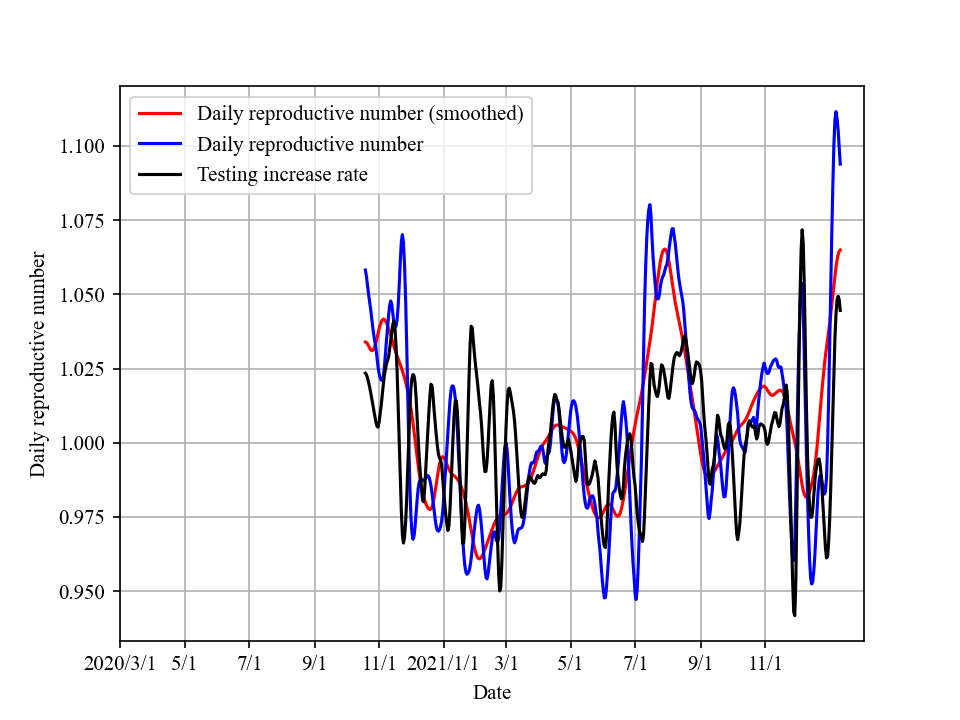 Daily reproductive number (smoothed)
Daily reproductive number
Testing increase rate
Daily reproductive number
1.100
1.075
1.050
1.025
1.000
0.975
0.950
2020/3/1 5/1 7/1 9/1 11/1 2021/1/1 3/1 5/1 7/1 9/1 11/1
Date